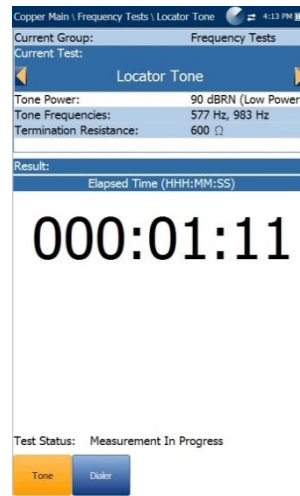 Copper Main \ Frequency Tests \ Locator Tone 4:13 PM
Current Group: Frequency Tests
Current Test:
Locator Tone
Tone Power: 90 dBRN (Low Power
Tone Frequencies: 577 Hz, 983 Hz
Termination Resistance: 600 Ω
Result:
Elapsed Time (HHH:MM:SS)
000:01:11
Test Status: Measurement In Progress
Tone Dialer